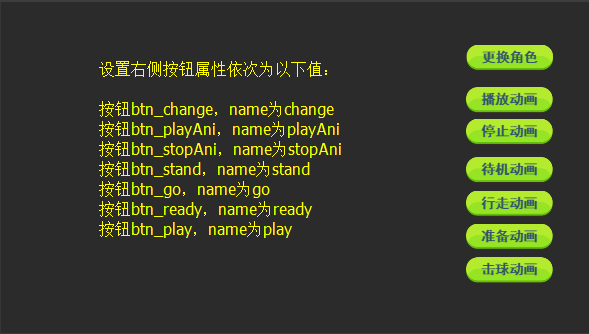 设置右侧按钮属性依次为以下值：
按钮btn_change，name为change
按钮btn_playAni，name为playAni
按钮btn_stopAni，name为stopAni
按钮btn_stand，name为stand
按钮btn_go，name为go
按钮btn_ready，name为ready
按钮btn_play，name为play
更换角色
播放动画
停止动画
待机动画
行走动画
准备动画
击球动画